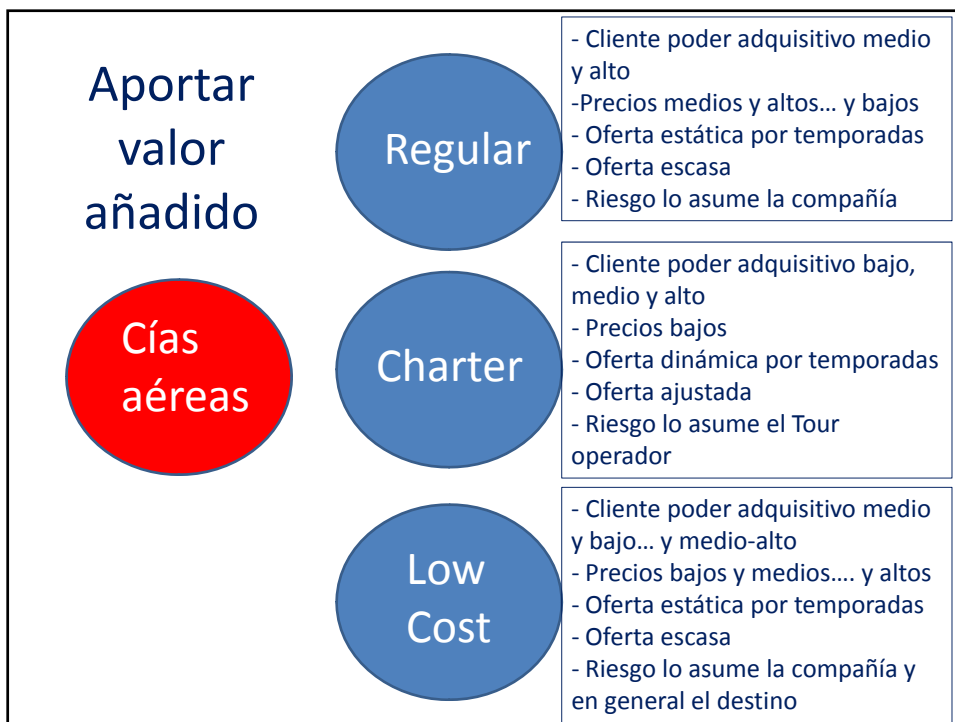 Aportar
valor
añadido
Cías
aéreas
Regular
- Cliente poder adquisitivo medio
y alto
-Precios medios y altos... y bajos
- Oferta estática por temporadas
- Oferta escasa
- Riesgo lo asume la compañía
Charter
- Cliente poder adquisitivo bajo,
medio y alto
- Precios bajos
- Oferta dinámica por temporadas
- Oferta ajustada
- Riesgo lo asume el Tour
operador
Low
Cost
- Cliente poder adquisitivo medio
y bajo... y medio-alto
- Precios bajos y medios.... y altos
- Oferta estática por temporadas
- Oferta escasa
- Riesgo lo asume la compañía y
en general el destino